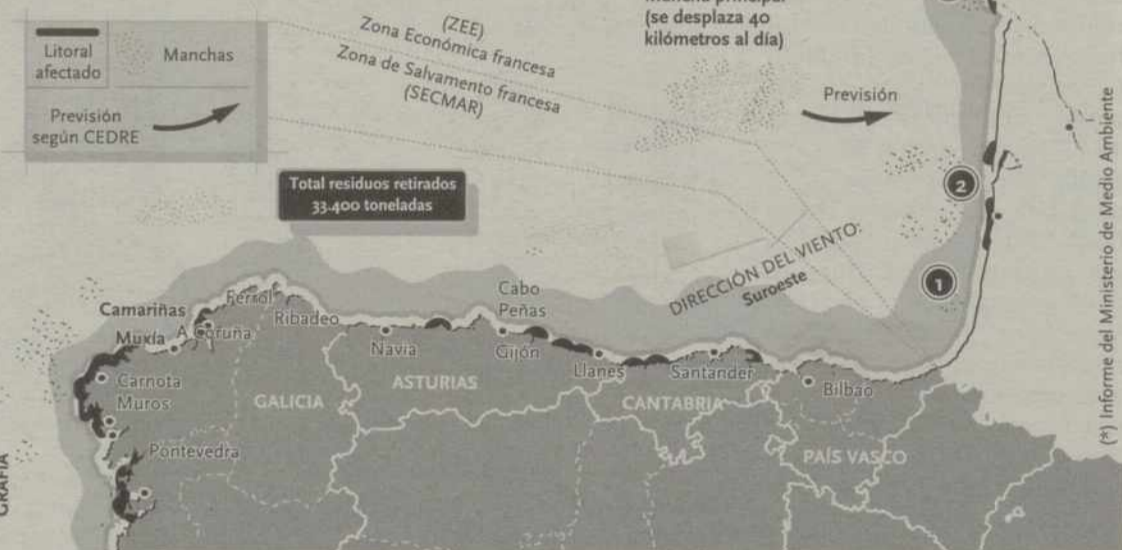 (se desplaza 40
kilómetros al día)
(ZEE)
Zona Económica francesa
Zona de Salvamento francesa
(SECMAR)
Litoral
afectado
Manchas
Previsión
según CEDRE
Previsión
Total residuos retirados
33.400 toneladas
2
DIRECCIÓN DEL VIENTO:
Suroeste
1
Cabo
Peñas
Camariñas
Ferrol
Muxía
A Coruña
Ribadeo
Navia
Gijón
Llanes
Santander
Bilbao
Carnota
Muros
GALICIA
ASTURIAS
CANTABRIA
PAÍS VASCO
Pontevedra
(*) Informe del Ministerio de Medio Ambiente